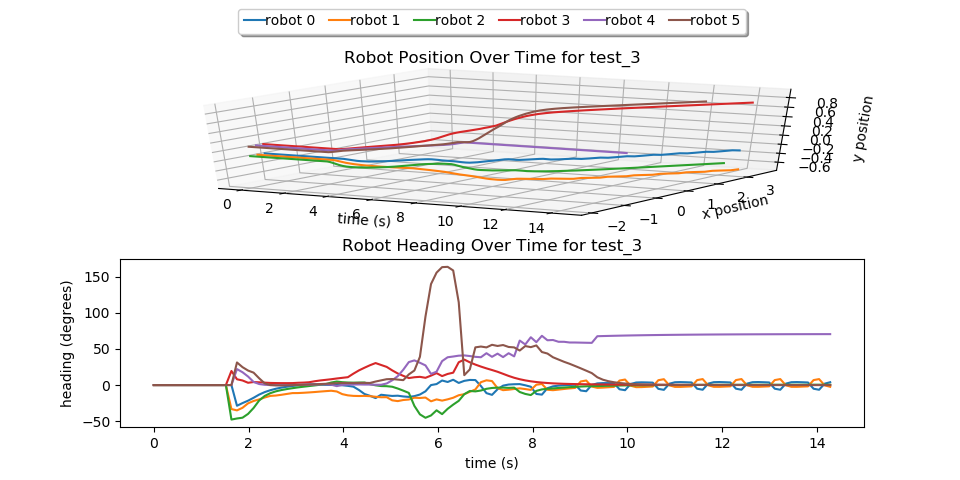 robot 0 robot 1 robot 2 robot 3 robot 4 robot 5
Robot Position Over Time for test_3
0.8
0.6
0.4
0.2
0.0
−0.2
−0.4
−0.6
y position
0 2 4 6 8 10 12 14
time (s)
−2 −1 0 1 2 3
x position
Robot Heading Over Time for test_3
150
100
50
0
−50
heading (degrees)
0 2 4 6 8 10 12 14
time (s)